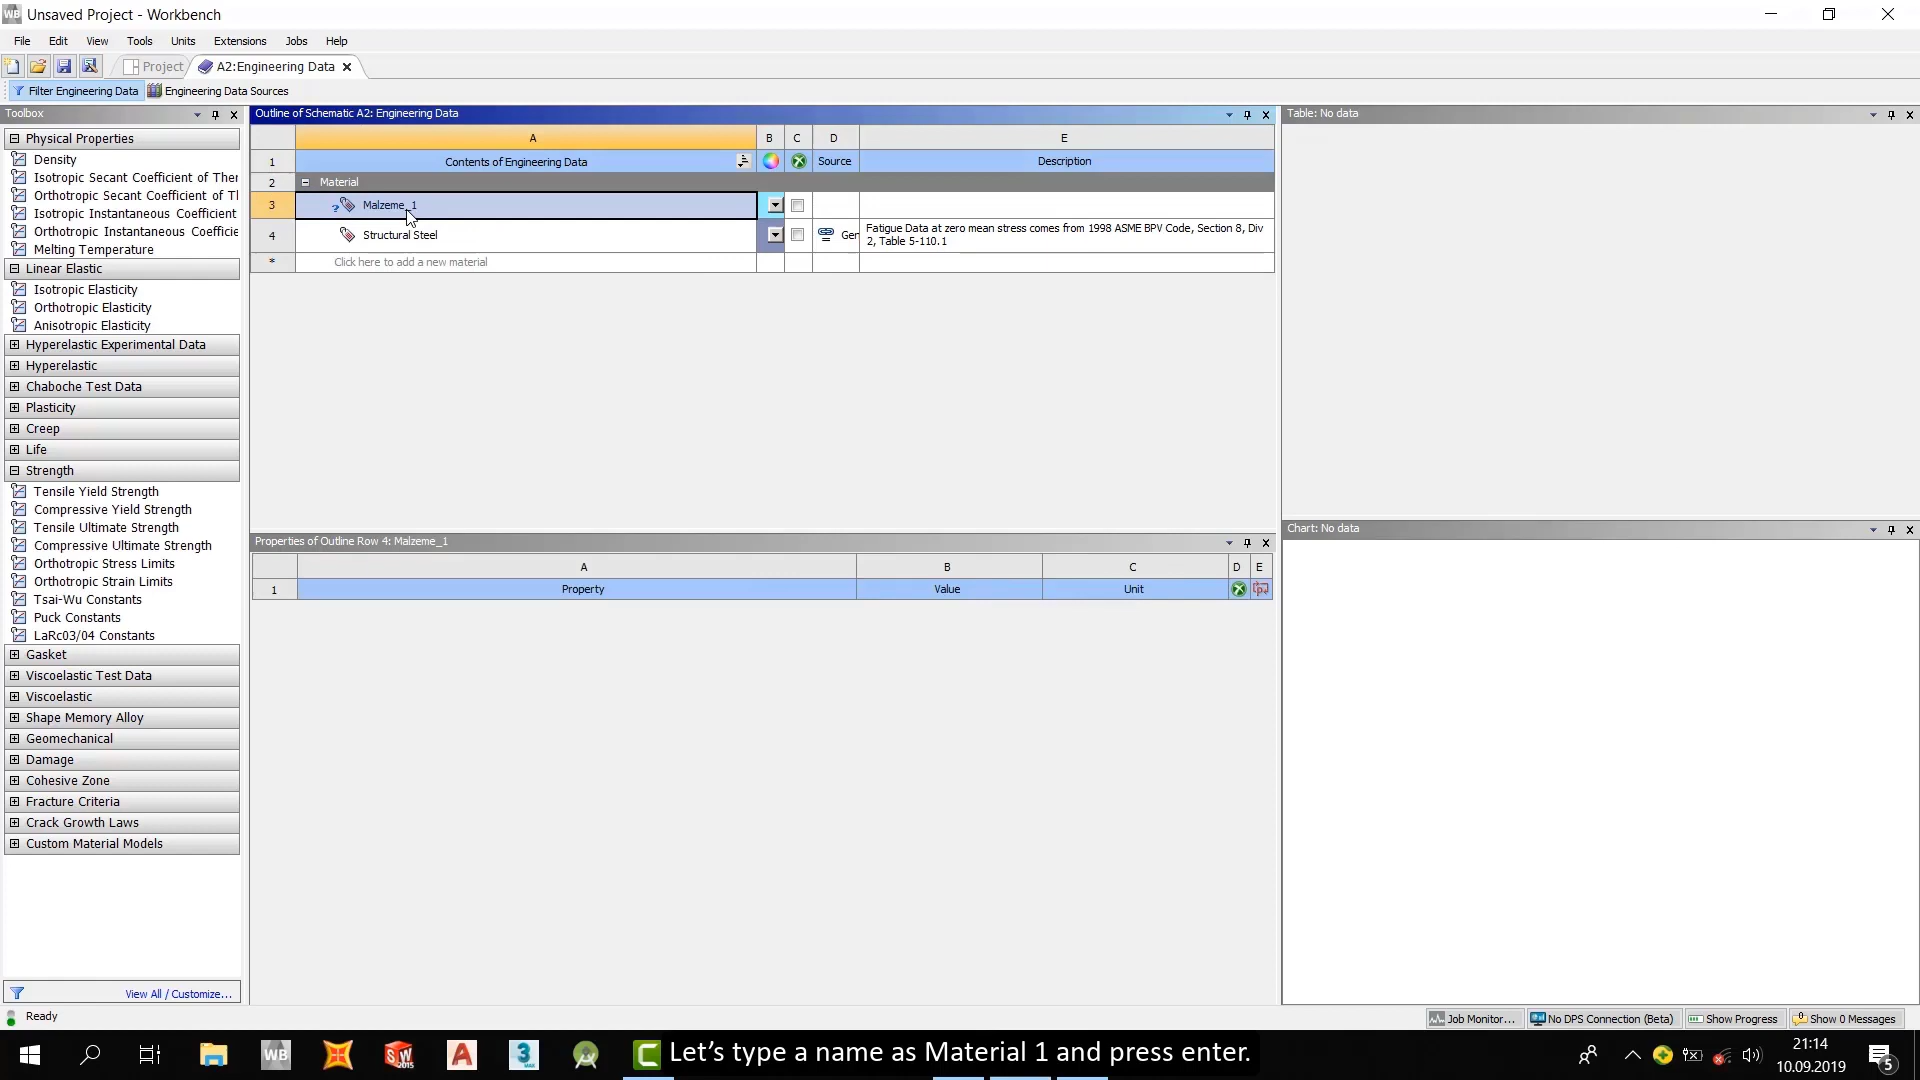 Unsaved Project - Workbench
File Edit View Tools Units Extensions Jobs Help
Project A2:Engineering Data
Filter Engineering Data Engineering Data Sources
Toolbox
Physical Properties
Density
Isotropic Secant Coefficient of Ther
Orthotropic Secant Coefficient of Tl
Isotropic Instantaneous Coefficient
Orthotropic Instantaneous Coefficie
Melting Temperature
Linear Elastic
Isotropic Elasticity
Orthotropic Elasticity
Anisotropic Elasticity
Hyperelastic Experimental Data
Hyperelastic
Chaboche Test Data
Plasticity
Creep
Life
Strength
Tensile Yield Strength
Compressive Yield Strength
Tensile Ultimate Strength
Compressive Ultimate Strength
Orthotropic Stress Limits
Orthotropic Strain Limits
Tsai-Wu Constants
Puck Constants
LaRc03/04 Constants
Gasket
Viscoelastic Test Data
Viscoelastic
Shape Memory Alloy
Geomechanical
Damage
Cohesive Zone
Fracture Criteria
Crack Growth Laws
Custom Material Models
View All / Customize...
Outline of Schematic A2: Engineering Data
A B C D E
1 Contents of Engineering Data Source Description
2 Material
3 Malzeme_1
4 Structural Steel Ger Fatigue Data at zero mean stress comes from 1998 ASME BPV Code, Section 8, Div
2, Table 5-110.1
* Click here to add a new material
Properties of Outline Row 4: Malzeme_1
A B C D E
1 Property Value Unit
Table: No data
Chart: No data
Ready
Job Monitor... No DPS Connection (Beta) Show Progress Show 0 Messages
Let's type a name as Material 1 and press enter.
21:14
10.09.2019
5